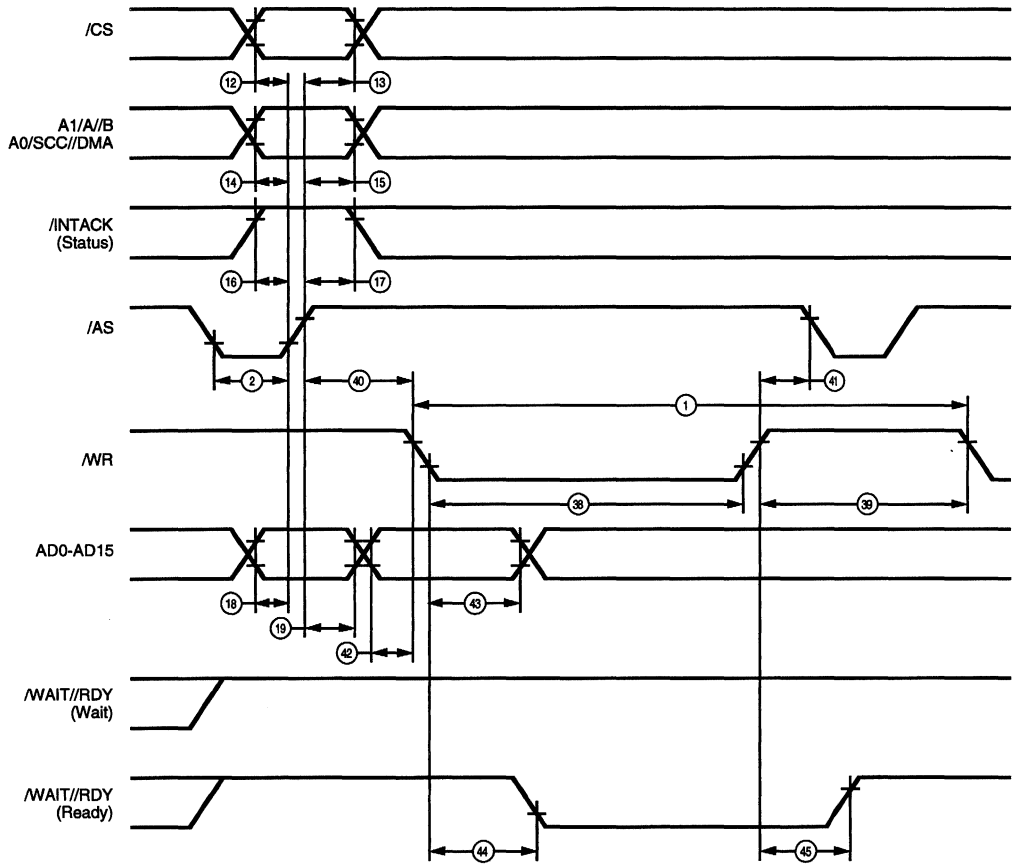 /CS
12
13
A1/A//B
A0/SCC//DMA
14
15
/INTACK
(Status)
16
17
/AS
2
40
41
1
/WR
38
39
AD0-AD15
18
43
19
42
/WAIT//RDY
(Wait)
/WAIT//RDY
(Ready)
44
45